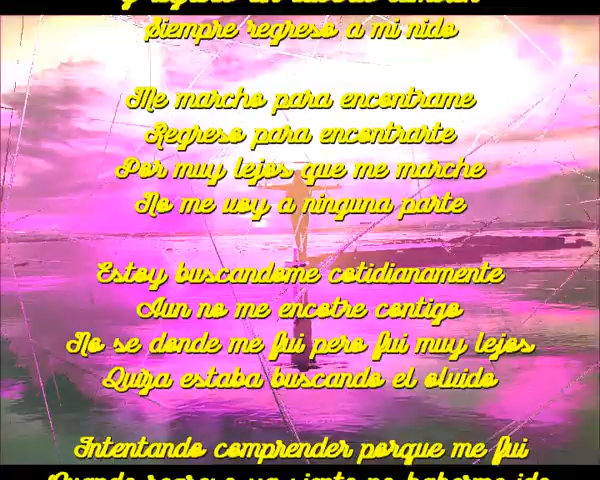 Siempre regreso a mi nido
Me marcho para encontrame
Regreso para encontrarte
Por muy lejos que me marche
No me voy a ninguna parte
Estoy buscandome cotidianamente
Aun no me encotre contigo
No se donde me fui pero fui muy lejos
Quiza estaba buscando el olvido
Intentando comprender porque me fui